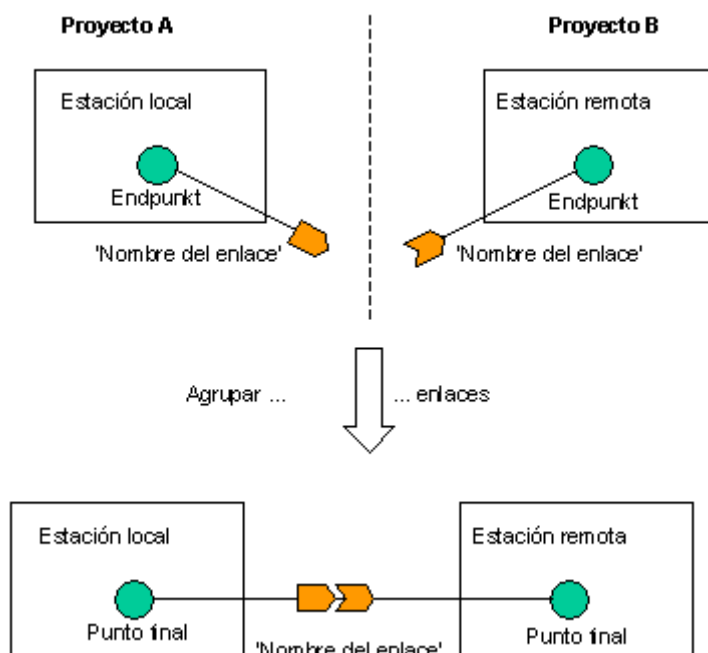 Proyecto A
Proyecto B
Estación local
Estación remota
Endpunkt
Endpunkt
'Nombre del enlace'
'Nombre del enlace'
Agrupar ...
... enlaces
Estación local
Estación remota
Punto final
Punto final
'Nombre del enlace'